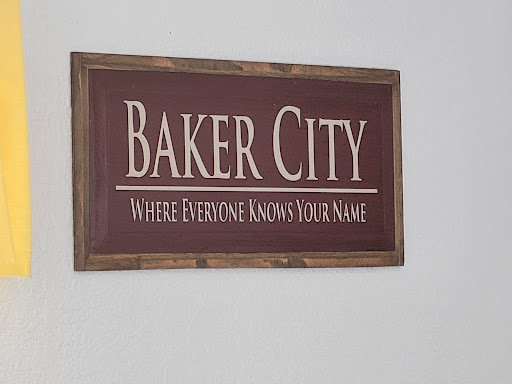 BAKER CITY
WHERE EVERYONE KNOWS YOUR NAME